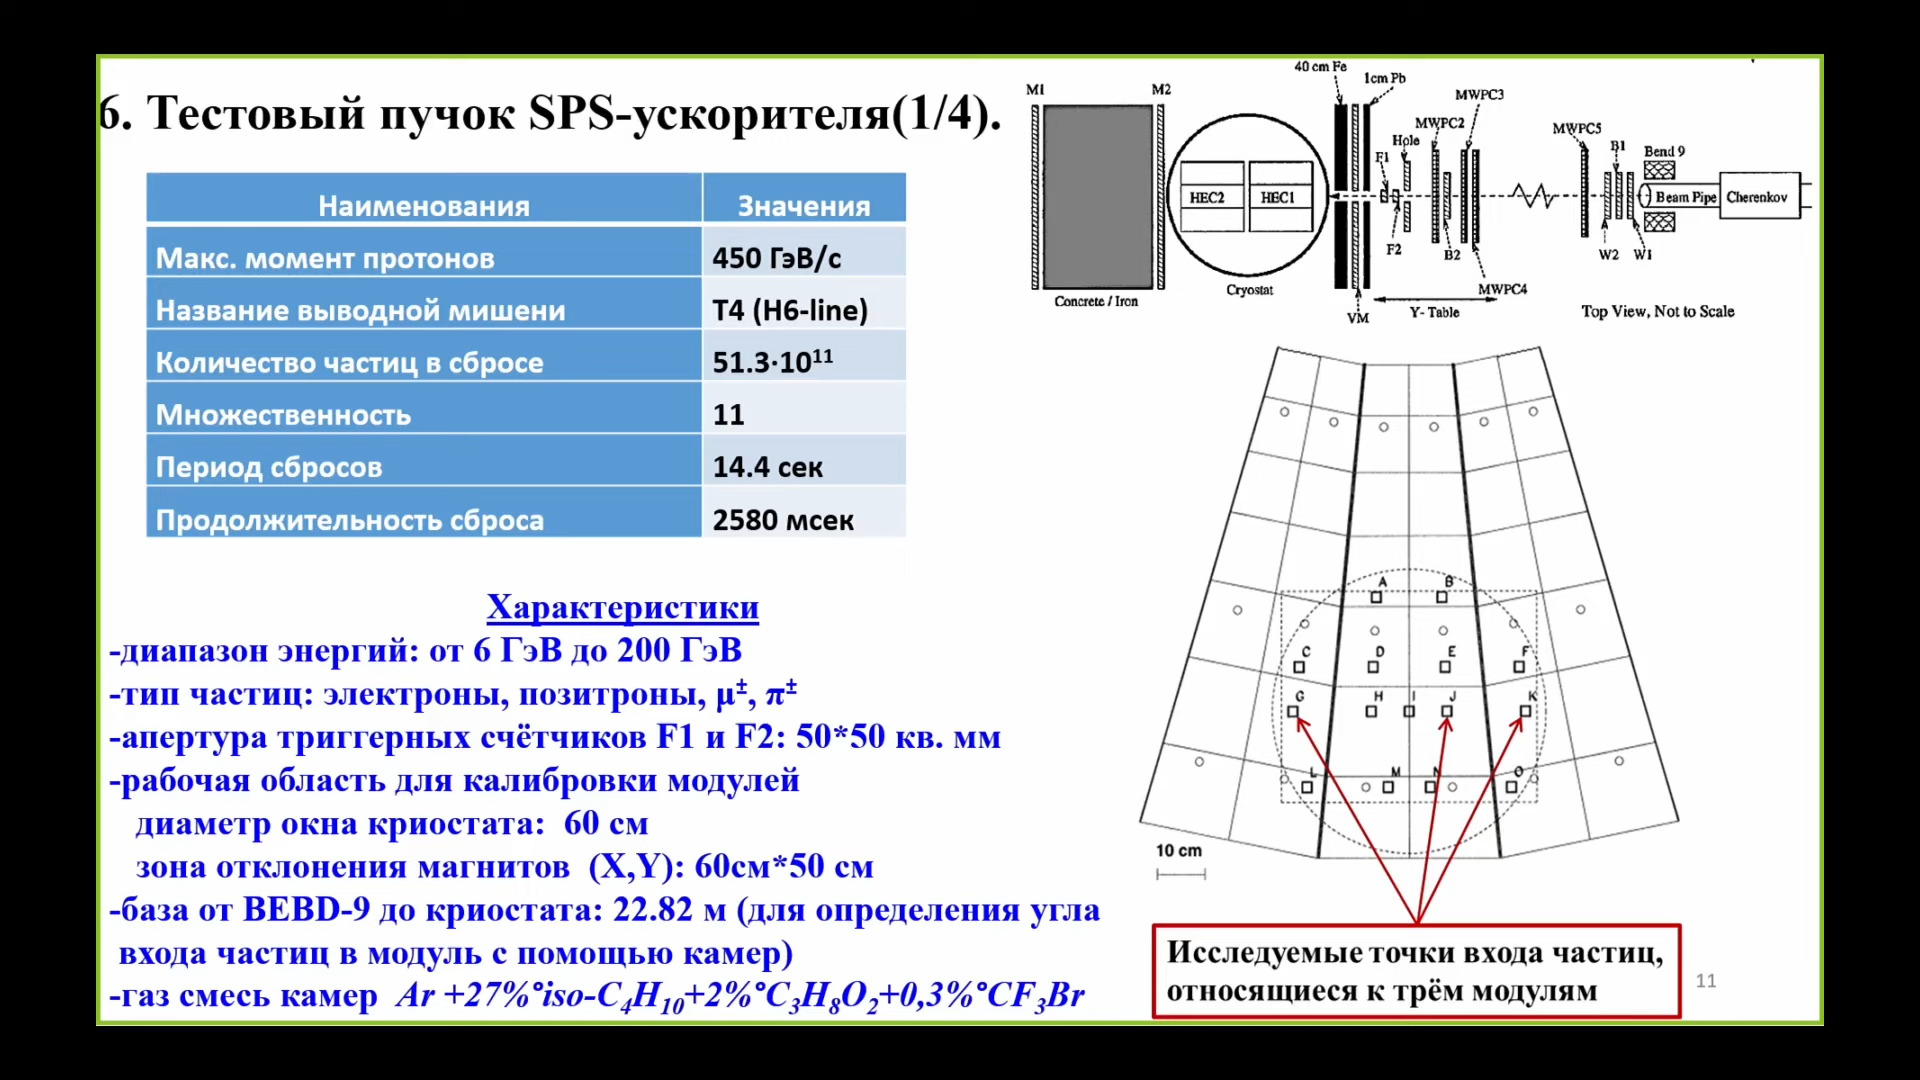 6. Тестовый пучок SPS-ускорителя(1/4).
Наименования Значения
Макс. момент протонов 450 ГэВ/с
Название выводной мишени T4 (H6-line)
Количество частиц в сбросе 51.3·10¹¹
Множественность 11
Период сбросов 14.4 сек
Продолжительность сброса 2580 мсек
Характеристики
-диапазон энергий: от 6 ГэВ до 200 ГэВ
-тип частиц: электроны, позитроны, μ±, π±
-апертура триггерных счётчиков F1 и F2: 50*50 кв. мм
-рабочая область для калибровки модулей
диаметр окна криостата: 60 см
зона отклонения магнитов (X,Y): 60см*50 см
-база от BEBD-9 до криостата: 22.82 м (для определения угла
входа частиц в модуль с помощью камер)
-газ смесь камер Ar +27%°iso-C₄H₁₀+2%°C₃H₈O₂+0,3%°CF₃Br
40 cm Fe
1cm Pb
M1
M2
MWPC3
MWPC2
Hole
F1
MWPC5
B1
Bend 9
HEC2
HEC1
Beam Pipe
Cherenkov
F2
B2
W2
W1
Cryostat
MWPC4
Concrete / Iron
VM
Y- Table
Top View, Not to Scale
A B
C D E F
G H I J K
L M N O
10 cm
Исследуемые точки входа частиц,
относящиеся к трём модулям
11